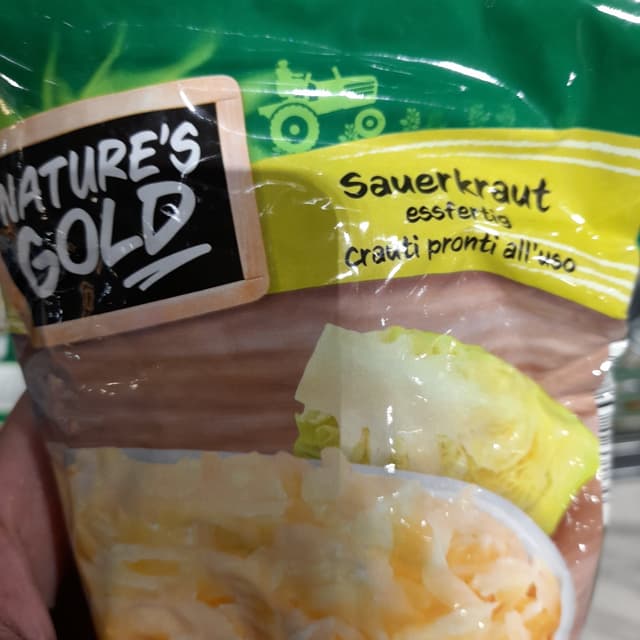 NATURE'S
GOLD
Sauerkraut
essfertig
Crauti pronti all'uso